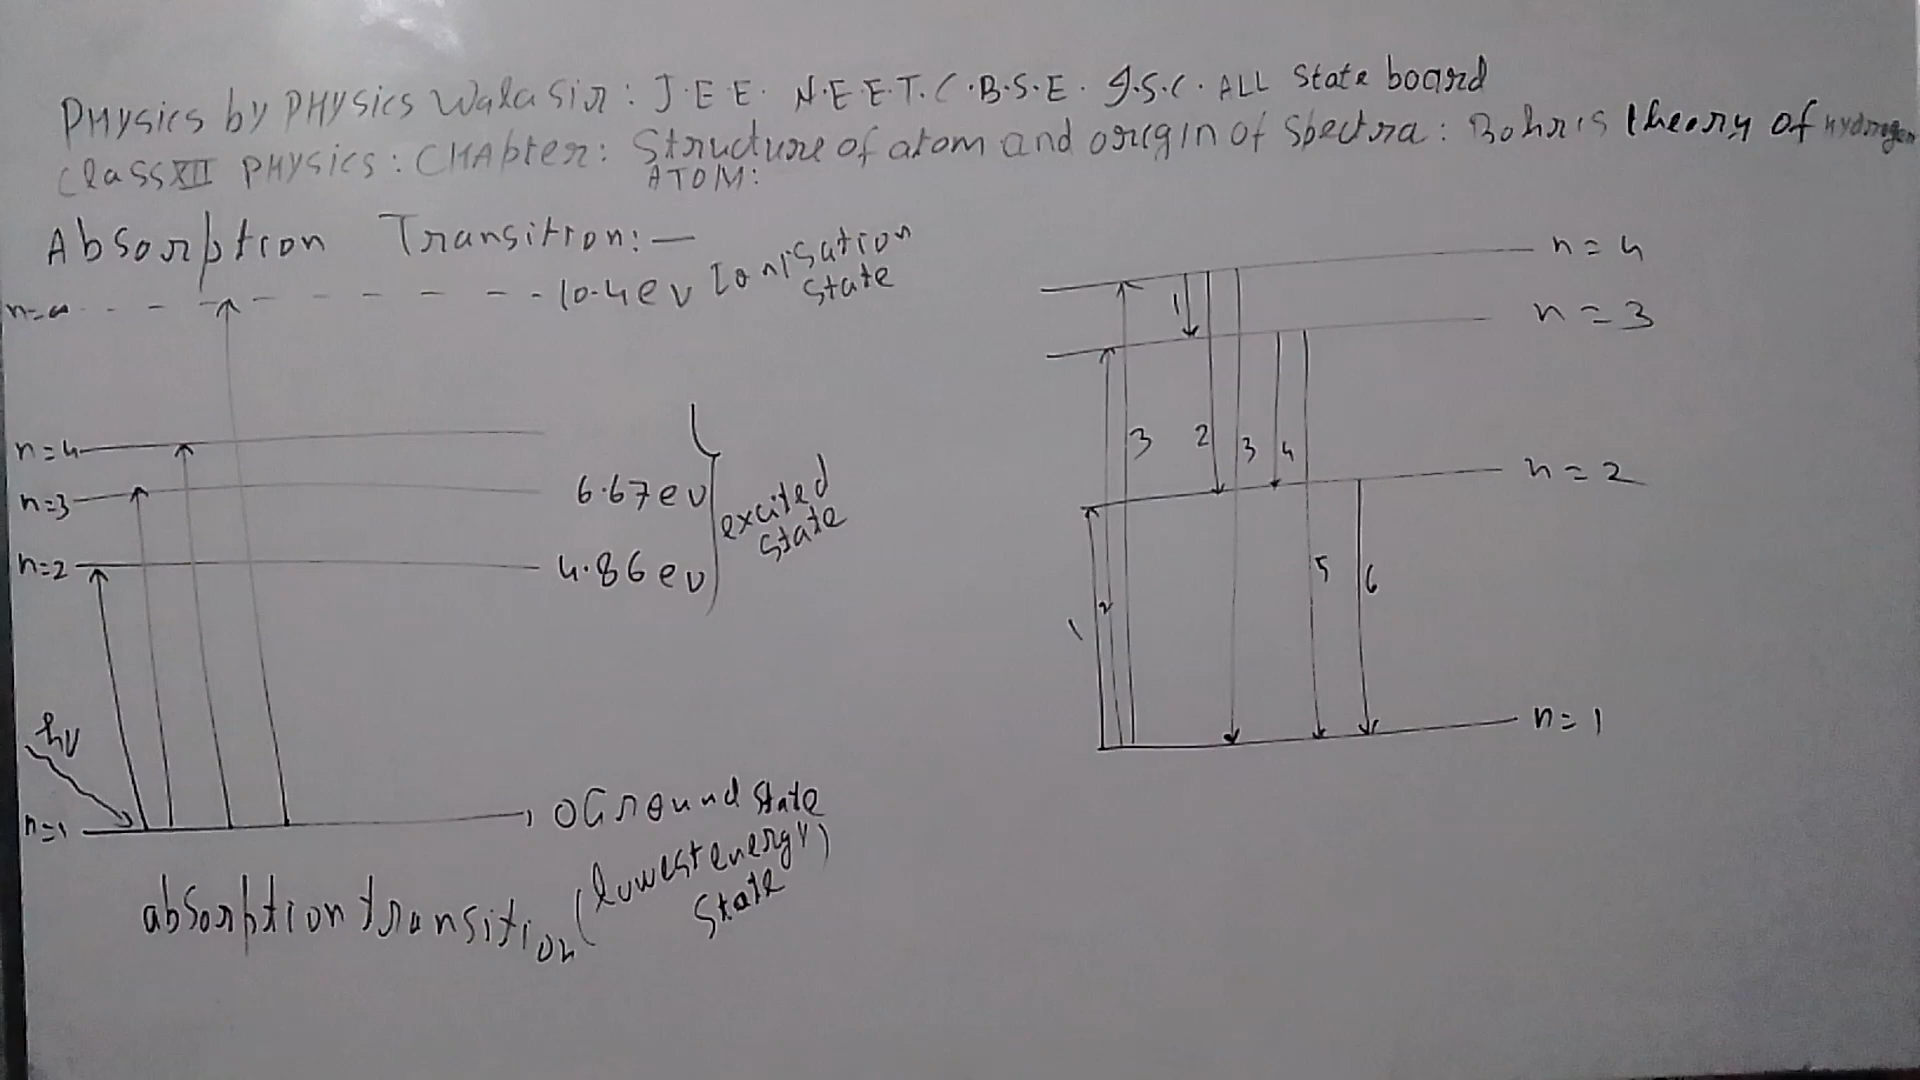 Physics by PHYSICS Wala Sir: J.E.E. N.E.E.T. C.B.S.E. I.S.C. ALL State board
Class XII PHYSICS: CHApter: Structure of atom and origin of Spectra: Bohr's theory of Hydrogen
ATOM:
Absorption Transition:—
n=∞ 10.4ev Ionisation
State
n=4
n=3 6.67ev
n=2 4.86ev
excited
State
hν
n=1 0 Ground State
(lowest energy)
State
absorption transition
n=4
n=3
n=2
n=1
1 2 3
1 2 3 4 5 6